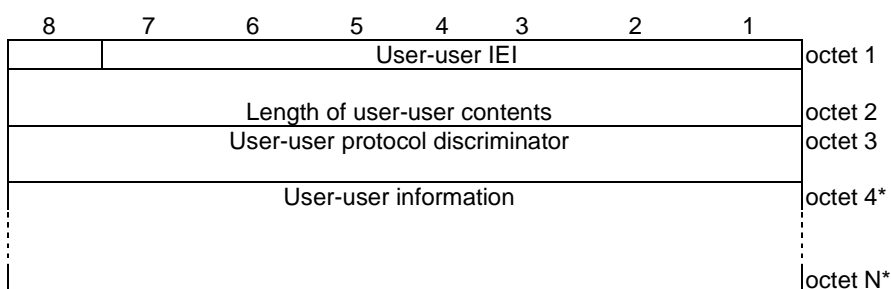 8 7 6 5 4 3 2 1
User-user IEI octet 1
Length of user-user contents octet 2
User-user protocol discriminator octet 3
User-user information octet 4*
octet N*